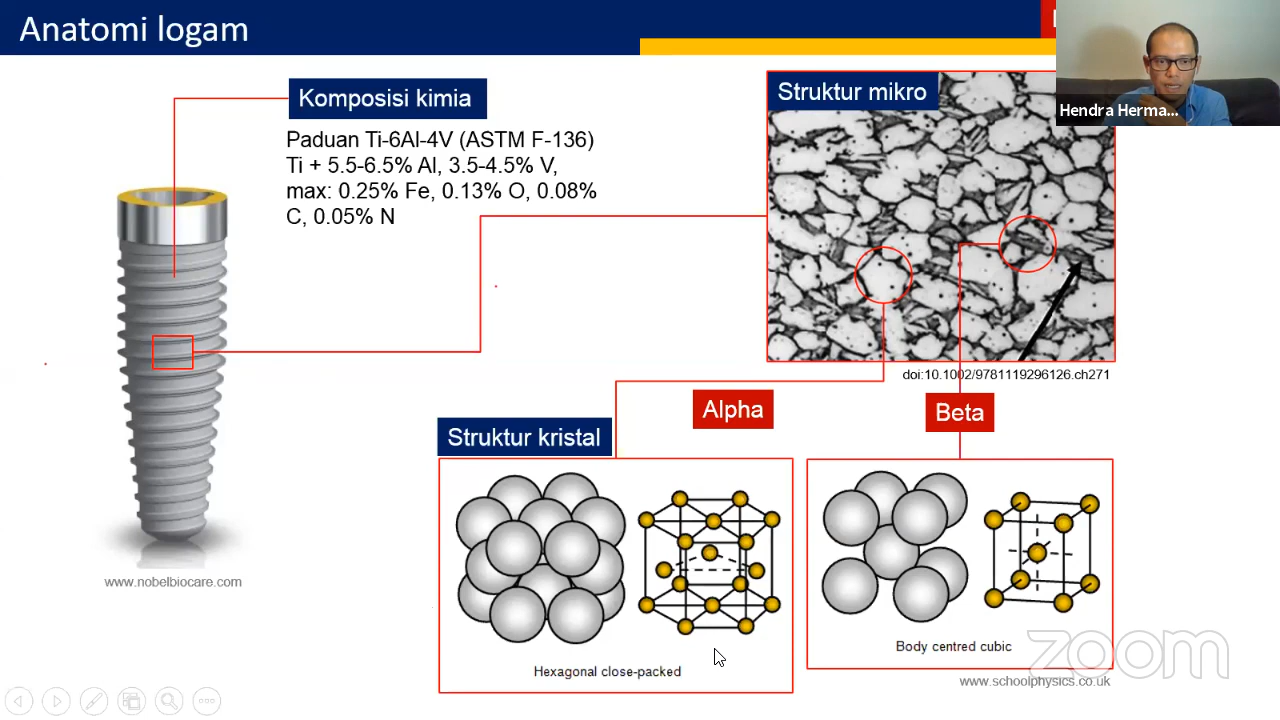 Anatomi logam
Hendra Herma...
Komposisi kimia
Paduan Ti-6Al-4V (ASTM F-136)
Ti + 5.5-6.5% Al, 3.5-4.5% V,
max: 0.25% Fe, 0.13% O, 0.08%
C, 0.05% N
Struktur mikro
doi:10.1002/9781119296126.ch271
Alpha
Beta
Struktur kristal
www.nobelbiocare.com
Hexagonal close-packed
Body centred cubic
www.schoolphysics.co.uk
zoom